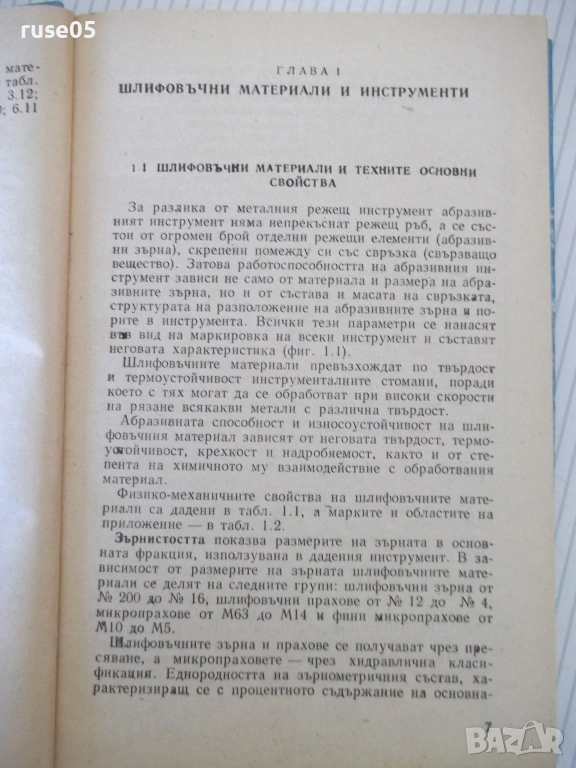 ruse05
мате-
табл.
3.12;
); 6.11
ГЛАВА I
ШЛИФОВЪЧНИ МАТЕРИАЛИ И ИНСТРУМЕНТИ
1 1 ШЛИФОВЪЧНИ МАТЕРИАЛИ И ТЕХНИТЕ ОСНОВНИ
СВОЙСТВА
За разлика от металния режещ инструмент абразив-
ният инструмент няма непрекъснат режещ ръб, а се със-
тои от огромен брой отделни режещи елементи (абразив-
ни зърна), скрепени помежду си със свръзка (свързващо
вещество). Затова работоспособността на абразивния ин-
струмент зависи не само от материала и размера на абра-
зивните зърна, но и от състава и масата на свръзката,
структурата на разположение на абразивните зърна и по-
рите в инструмента. Всички тези параметри се нанасят
във вид на маркировка на всеки инструмент и съставят
неговата характеристика (фиг. 1.1).
Шлифовъчните материали превъзхождат по твърдост
и термоустойчивост инструменталните стомани, поради
което с тях могат да се обработват при високи скорости
на рязане всякакви метали с различна твърдост.
Абразивната способност и износоустойчивост на шли-
фовъчния материал зависят от неговата твърдост, термо-
устойчивост, крехкост и надробяемост, както и от сте-
пента на химичното му взаимодействие с обработвания
материал.
Физико-механичните свойства на шлифовъчните мате-
риали са дадени в табл. 1.1, а марките и областите на
приложение — в табл. 1.2.
Зърнистостта показва размерите на зърната в основ-
ната фракция, използувана в дадения инструмент. В за-
висимост от размерите на зърната шлифовъчните мате-
риали се делят на следните групи: шлифовъчни зърна от
№ 200 до № 16, шлифовъчни прахове от № 12 до № 4,
микропрахове от М63 до М14 и фини микропрахове от
М10 до М5.
Шлифовъчните зърна и прахове се получават чрез пре-
сяване, а микропраховете — чрез хидравлична класи-
фикация. Еднородността на зърнометричния състав, ха-
рактеризиращ се с процентното съдържание на основна-
7
BAZAR